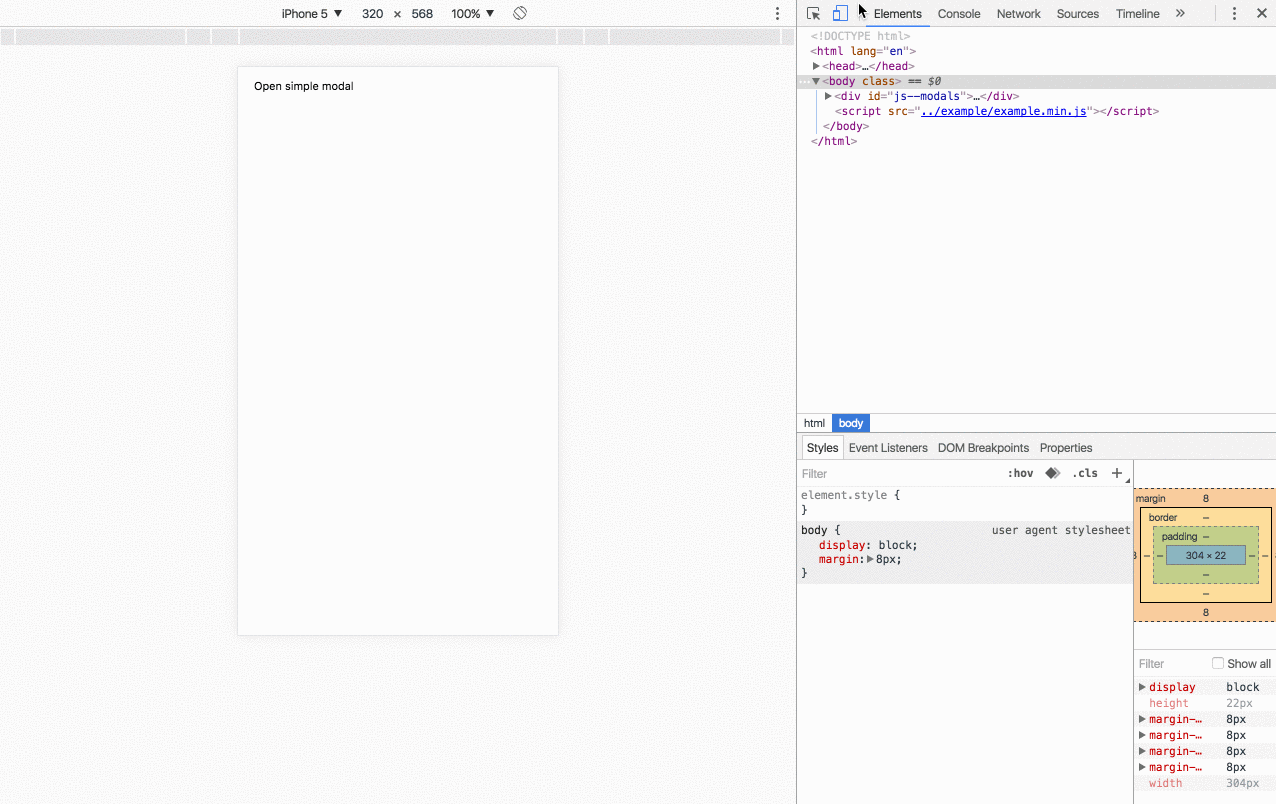 iPhone 5 ▼ 320 × 568 100% ▼
Elements Console Network Sources Timeline »
Open simple modal
<!DOCTYPE html>
<html lang="en">
▶<head>…</head>
…▼<body class> == $0
▶<div id="js--modals">…</div>
<script src="../example/example.min.js"></script>
</body>
</html>
html body
Styles Event Listeners DOM Breakpoints Properties
Filter :hov .cls +
element.style {
}
body { user agent stylesheet
display: block;
margin:▶8px;
}
margin 8
border –
padding –
– – 304 × 22 – –
–
–
8
Filter Show all
▶display block
height 22px
▶margin-… 8px
▶margin-… 8px
▶margin-… 8px
▶margin-… 8px
width 304px